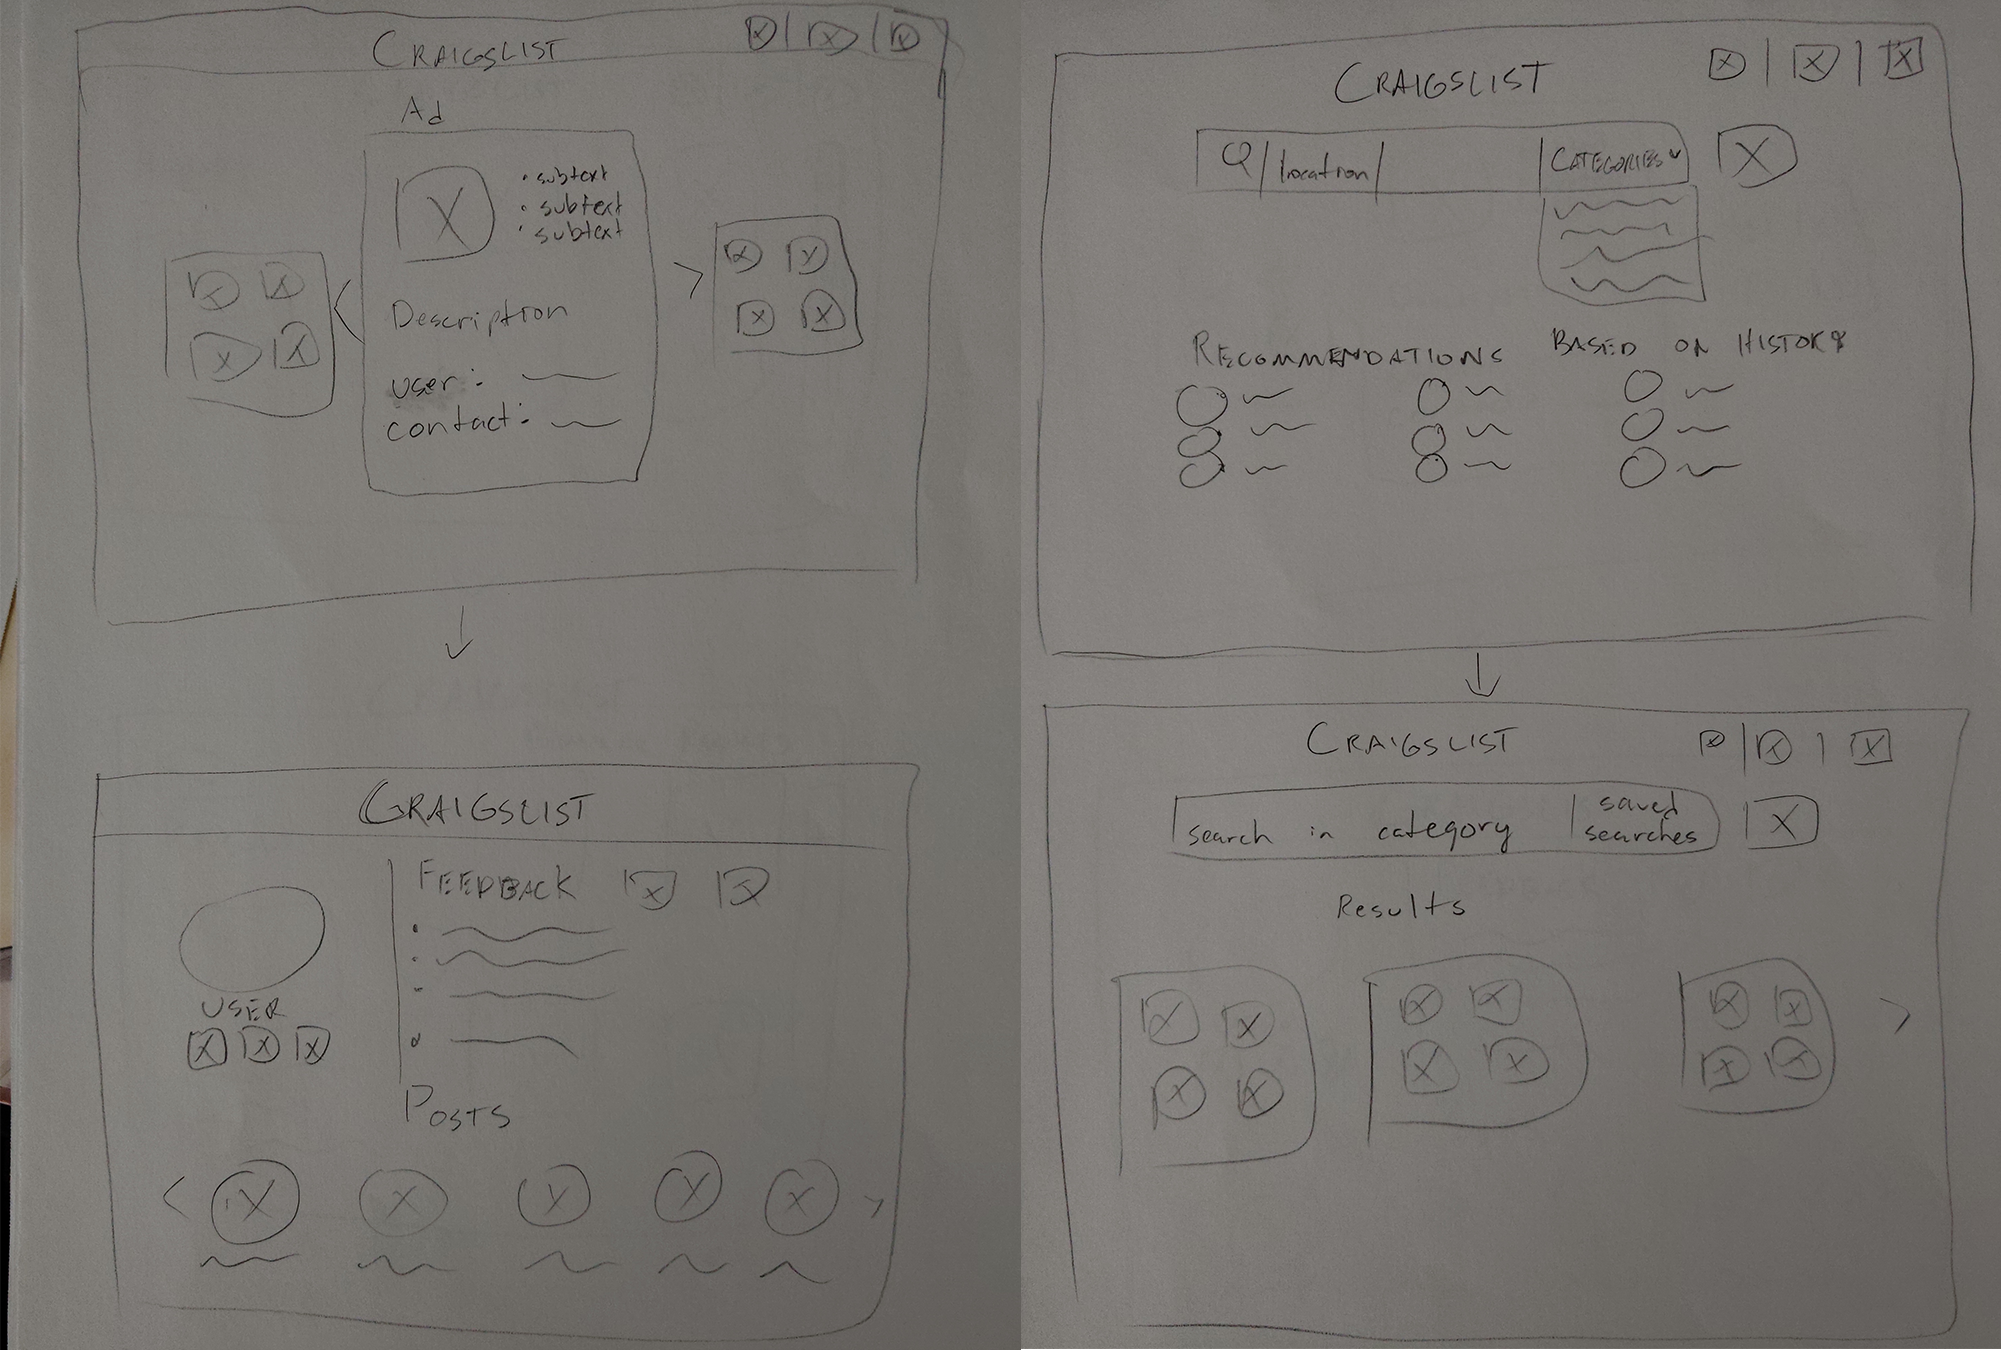 CRAIGSLIST
Ad
• subtext
• subtext
• subtext
Description
user:
contact:
CRAIGSLIST
FEEDBACK
USER
POSTS
CRAIGSLIST
location
CATEGORIES
RECOMMENDATIONS BASED ON HISTORY
CRAIGSLIST
search in category
saved
searches
Results